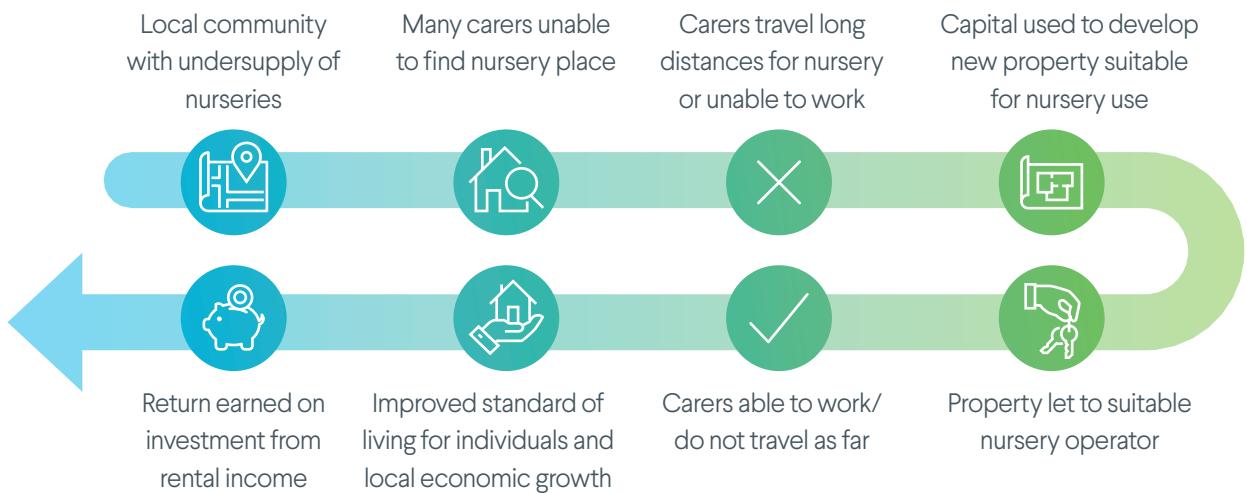 Local community
with undersupply of
nurseries
Many carers unable
to find nursery place
Carers travel long
distances for nursery
or unable to work
Capital used to develop
new property suitable
for nursery use
Property let to suitable
nursery operator
Carers able to work/
do not travel as far
Improved standard of
living for individuals and
local economic growth
Return earned on
investment from
rental income